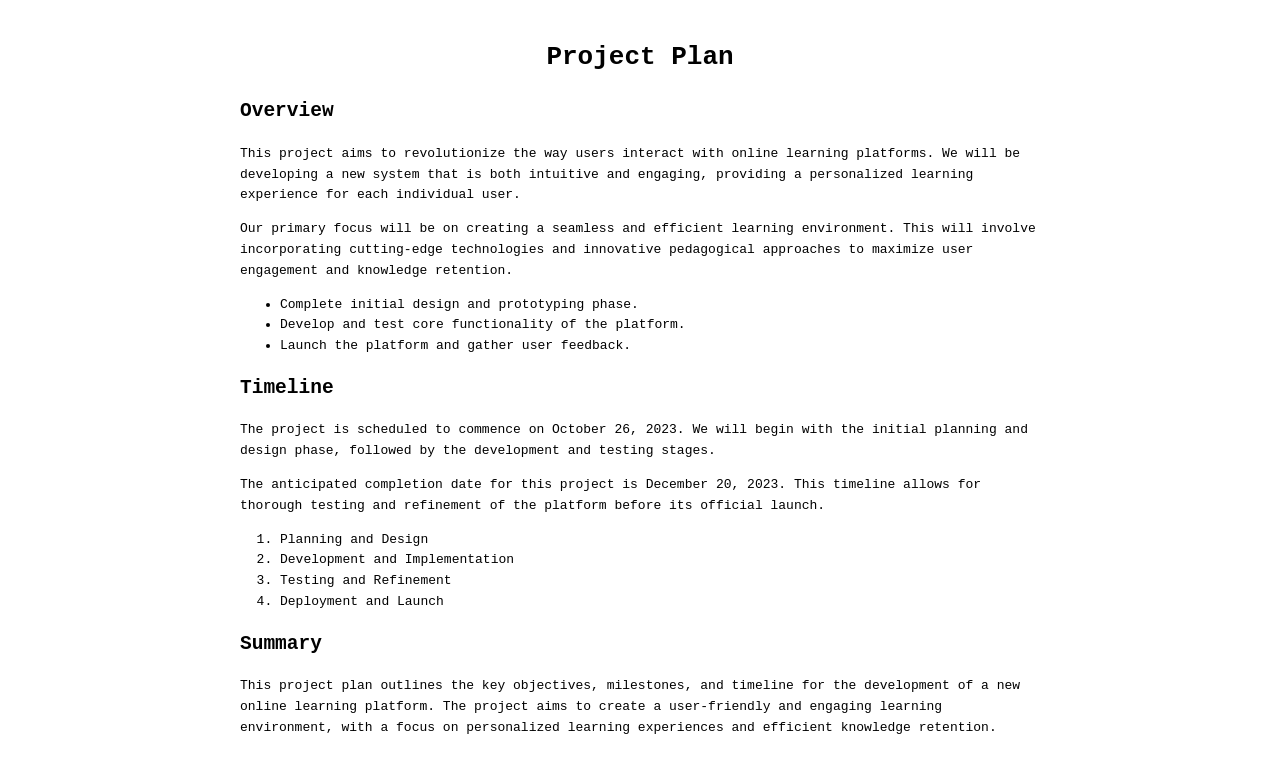 Project Plan
Overview
This project aims to revolutionize the way users interact with online learning platforms. We will be
developing a new system that is both intuitive and engaging, providing a personalized learning
experience for each individual user.
Our primary focus will be on creating a seamless and efficient learning environment. This will involve
incorporating cutting-edge technologies and innovative pedagogical approaches to maximize user
engagement and knowledge retention.
• Complete initial design and prototyping phase.
• Develop and test core functionality of the platform.
• Launch the platform and gather user feedback.
Timeline
The project is scheduled to commence on October 26, 2023. We will begin with the initial planning and
design phase, followed by the development and testing stages.
The anticipated completion date for this project is December 20, 2023. This timeline allows for
thorough testing and refinement of the platform before its official launch.
1. Planning and Design
2. Development and Implementation
3. Testing and Refinement
4. Deployment and Launch
Summary
This project plan outlines the key objectives, milestones, and timeline for the development of a new
online learning platform. The project aims to create a user-friendly and engaging learning
environment, with a focus on personalized learning experiences and efficient knowledge retention.